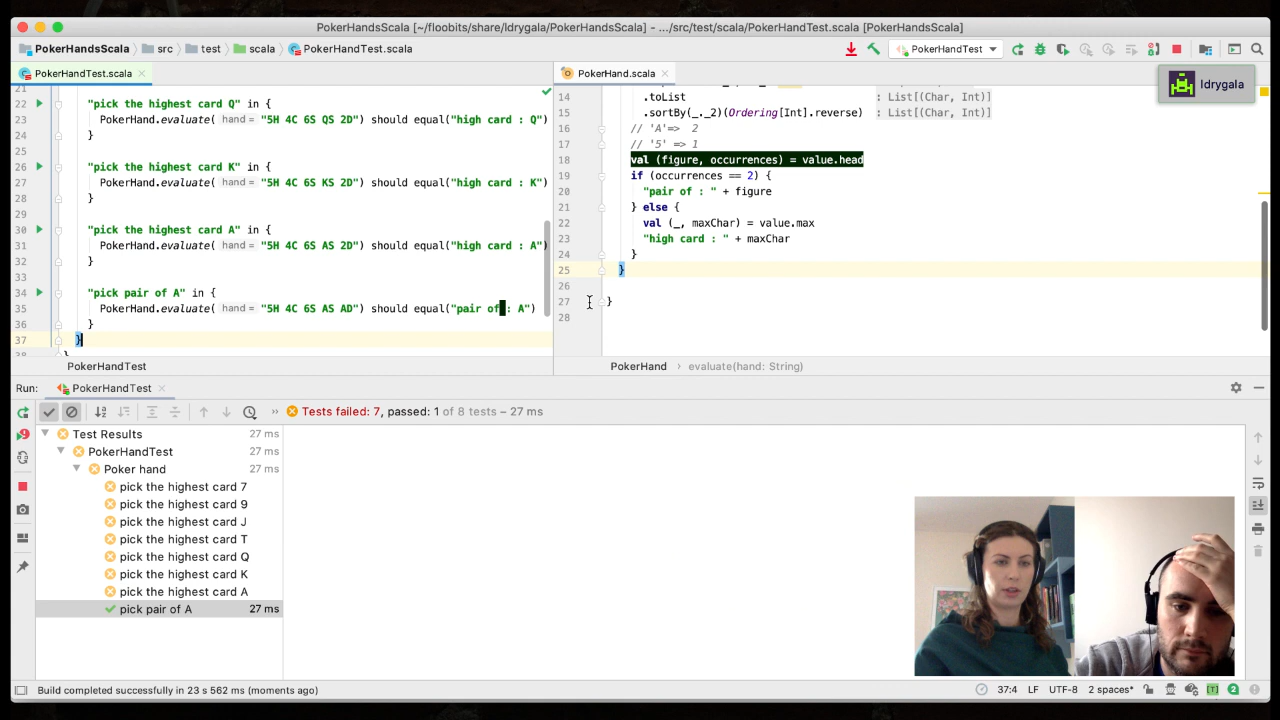 PokerHandsScala [~/floobits/share/ldrygala/PokerHandsScala] - .../src/test/scala/PokerHandTest.scala [PokerHandsScala]
PokerHandsScala src test scala PokerHandTest.scala PokerHandTest
PokerHandTest.scala
PokerHand.scala
ldrygala
21
22 "pick the highest card Q" in {
23 PokerHand.evaluate( hand = "5H 4C 6S QS 2D") should equal("high card : Q")
24 }
25
26 "pick the highest card K" in {
27 PokerHand.evaluate( hand = "5H 4C 6S KS 2D") should equal("high card : K")
28 }
29
30 "pick the highest card A" in {
31 PokerHand.evaluate( hand = "5H 4C 6S AS 2D") should equal("high card : A")
32 }
33
34 "pick pair of A" in {
35 PokerHand.evaluate( hand = "5H 4C 6S AS AD") should equal("pair of : A")
36 }
37 }
38 }
PokerHandTest
14 .toList : List[(Char, Int)]
15 .sortBy(_._2)(Ordering[Int].reverse) : List[(Char, Int)]
16 // 'A'=> 2
17 // '5' => 1
18 val (figure, occurrences) = value.head
19 if (occurrences == 2) {
20 "pair of : " + figure
21 } else {
22 val (_, maxChar) = value.max
23 "high card : " + maxChar
24 }
25 }
26
27 }
28
PokerHand › evaluate(hand: String)
Run: PokerHandTest
Tests failed: 7, passed: 1 of 8 tests – 27 ms
Test Results 27 ms
PokerHandTest 27 ms
Poker hand 27 ms
pick the highest card 7
pick the highest card 9
pick the highest card J
pick the highest card T
pick the highest card Q
pick the highest card K
pick the highest card A
pick pair of A 27 ms
Build completed successfully in 23 s 562 ms (moments ago)
37:4 LF UTF-8 2 spaces* [T] 2